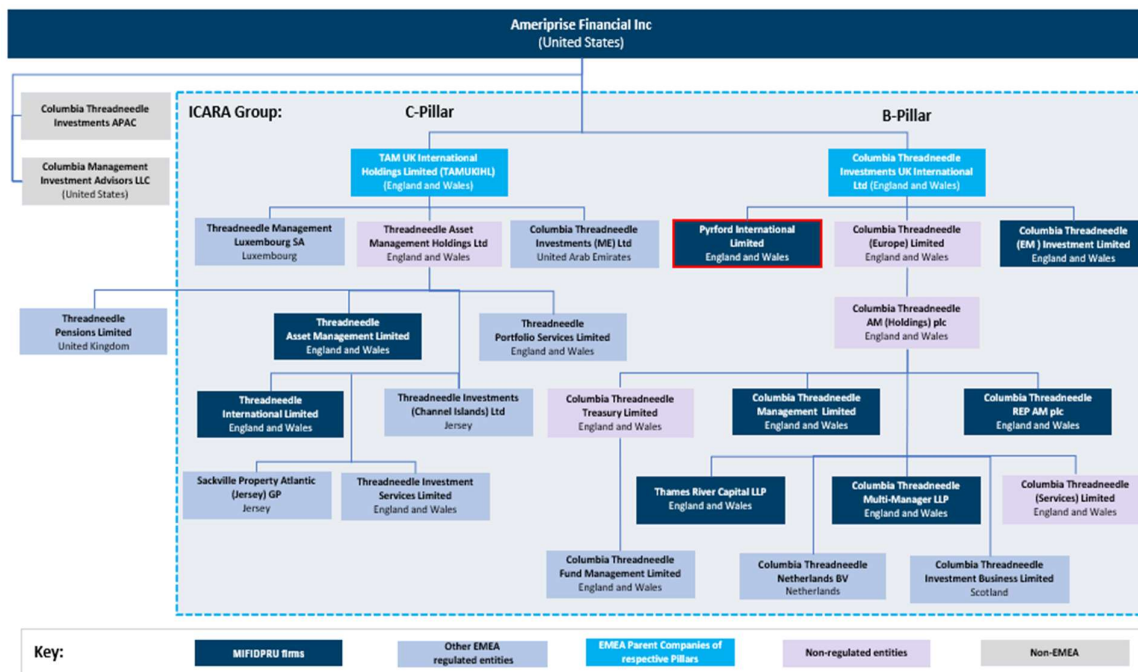 Ameriprise Financial Inc
(United States)
Columbia Threadneedle
Investments APAC
Columbia Management
Investment Advisors LLC
(United States)
ICARA Group:
C-Pillar
B-Pillar
TAM UK International
Holdings Limited (TAMUKIHL)
(England and Wales)
Columbia Threadneedle
Investments UK International
Ltd (England and Wales)
Threadneedle Management
Luxembourg SA
Luxembourg
Threadneedle Asset
Management Holdings Ltd
England and Wales
Columbia Threadneedle
Investments (ME) Ltd
United Arab Emirates
Pyrford International
Limited
England and Wales
Columbia Threadneedle
(Europe) Limited
England and Wales
Columbia Threadneedle
(EM ) Investment Limited
England and Wales
Threadneedle
Pensions Limited
United Kingdom
Threadneedle
Asset Management Limited
England and Wales
Threadneedle
Portfolio Services Limited
England and Wales
Columbia Threadneedle
AM (Holdings) plc
England and Wales
Threadneedle
International Limited
England and Wales
Threadneedle Investments
(Channel Islands) Ltd
Jersey
Columbia Threadneedle
Treasury Limited
England and Wales
Columbia Threadneedle
Management Limited
England and Wales
Columbia Threadneedle
REP AM plc
England and Wales
Sackville Property Atlantic
(Jersey) GP
Jersey
Threadneedle Investment
Services Limited
England and Wales
Thames River Capital LLP
England and Wales
Columbia Threadneedle
Multi-Manager LLP
England and Wales
Columbia Threadneedle
(Services) Limited
England and Wales
Columbia Threadneedle
Fund Management Limited
England and Wales
Columbia Threadneedle
Netherlands BV
Netherlands
Columbia Threadneedle
Investment Business Limited
Scotland
Key:
MIFIDPRU firms
Other EMEA
regulated entities
EMEA Parent Companies of
respective Pillars
Non-regulated entities
Non-EMEA